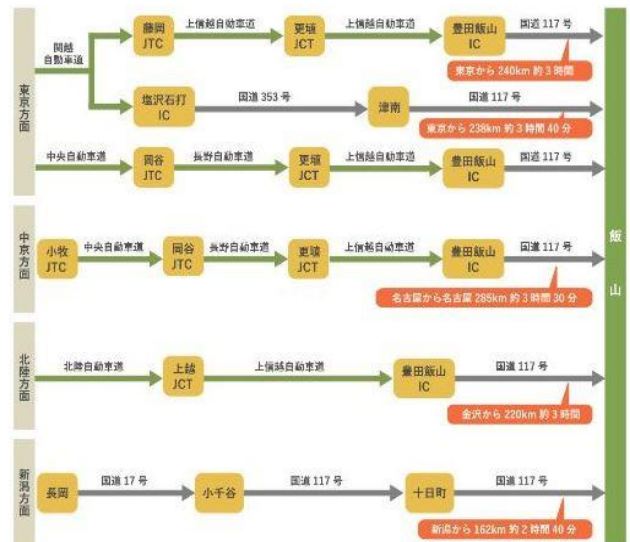 東京方面
関越
自動車道
藤岡
JTC
上信越自動車道
更埴
JCT
上信越自動車道
豊田飯山
IC
国道 117 号
東京から 240km 約 3 時間
塩沢石打
IC
国道 353 号
津南
国道 117 号
東京から 238km 約 3 時間 40 分
中央自動車道
岡谷
JTC
長野自動車道
更埴
JCT
上信越自動車道
豊田飯山
IC
国道 117 号
中京方面
小牧
JTC
中央自動車道
岡谷
JTC
長野自動車道
更埴
JCT
上信越自動車道
豊田飯山
IC
国道 117 号
名古屋から名古屋 285km 約 3 時間 30 分
北陸方面
北陸自動車道
上越
JCT
上信越自動車道
豊田飯山
IC
国道 117 号
金沢から 220km 約 3 時間
新潟方面
長岡
国道 17 号
小千谷
国道 117 号
十日町
国道 117 号
新潟から 162km 約 2 時間 40 分
飯山